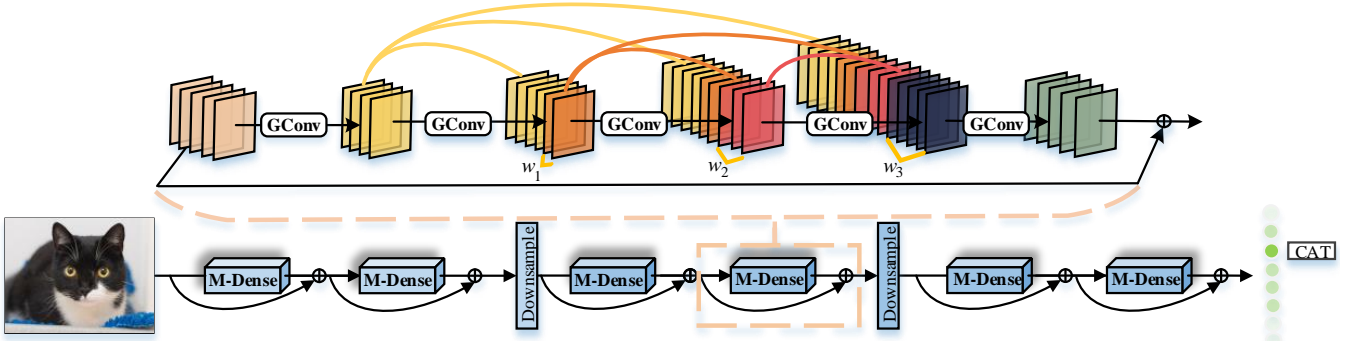 GConv GConv GConv GConv GConv
w1 w2 w3
Downsample Downsample
CAT
M-Dense M-Dense M-Dense M-Dense M-Dense M-Dense